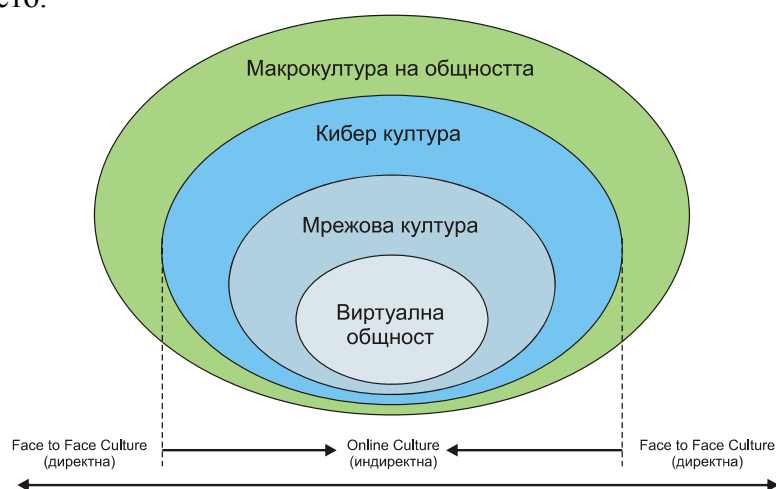 Макрокултура на общността
Кибер култура
Мрежова култура
Виртуална
общност
Face to Face Culture
(директна)
Online Culture
(индиректна)
Face to Face Culture
(директна)